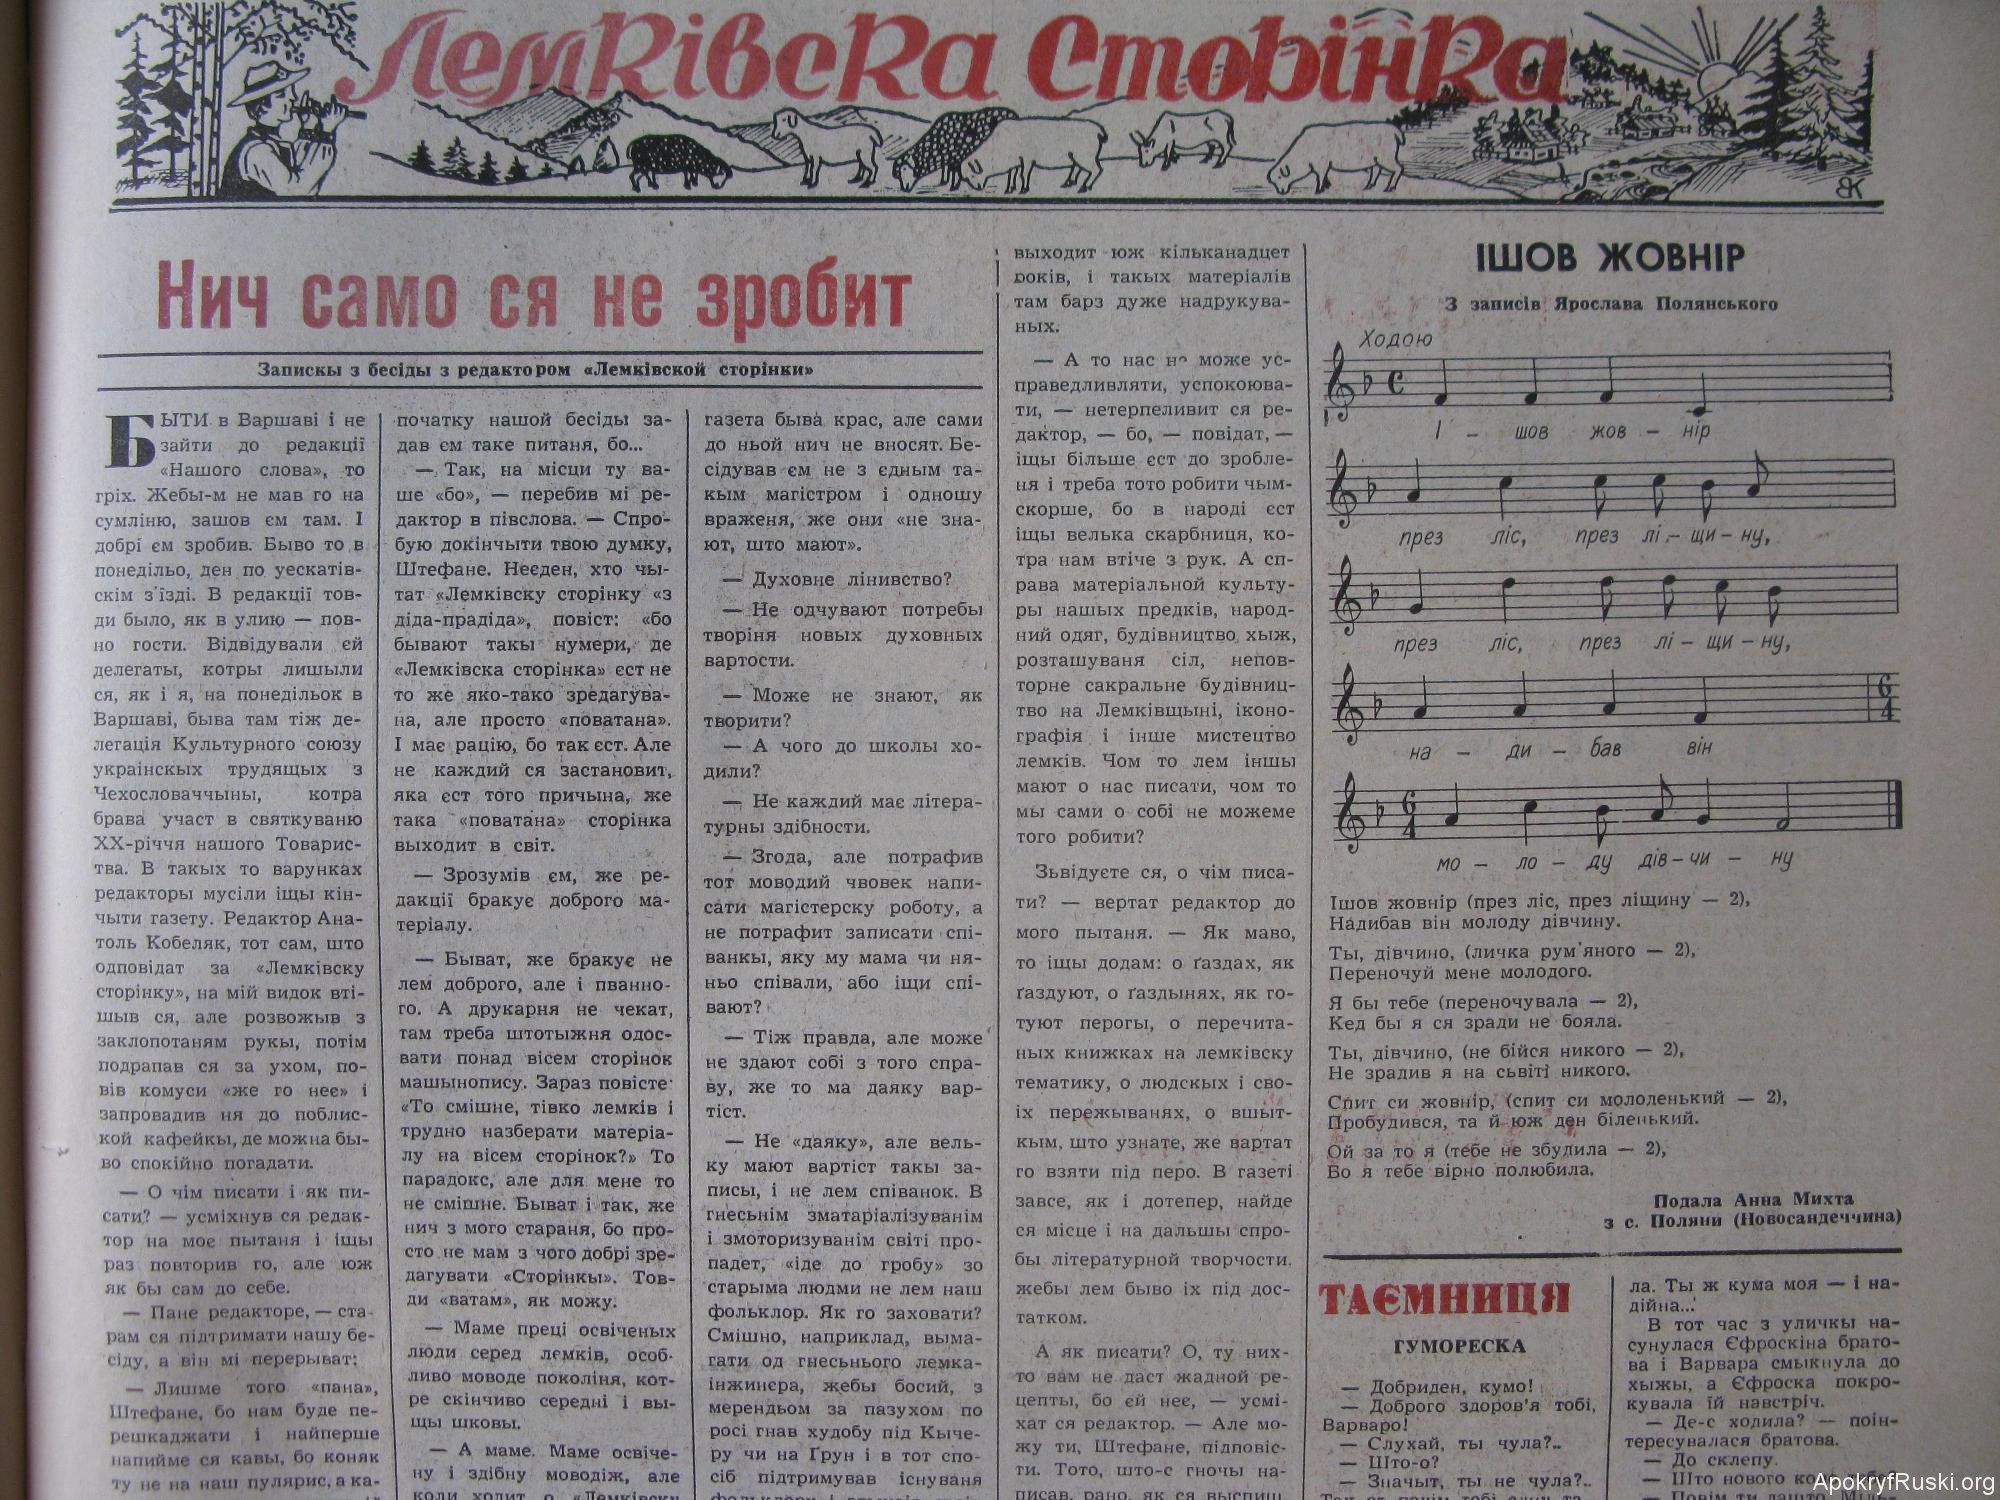 Лемківска Сторінка
Нич само ся не зробит
Запискы з бесіды з редактором «Лемківской сторінки»
БЫТИ в Варшаві і не
зайти до редакції
«Нашого слова», то
гріх. Жебы-м не мав го на
сумліню, зашов єм там. І
добрі єм зробив. Быво то в
понедільо, ден по уескатів-
скім з'їзді. В редакції тов-
ди было, як в улию — пов-
но гости. Відвідували єй
делегаты, котры лишыли
ся, як і я, на понедільок в
Варшаві, быва там тіж де-
легація Культурного союзу
украінскых трудящых з
Чехословаччыны, котра
брава участ в святкуваню
XX-річчя нашого Товарис-
тва. В такых то варунках
редакторы мусіли іщы кін-
чыти газету. Редактор Ана-
толь Кобеляк, тот сам, што
одповідат за «Лемківску
сторінку», на мій видок вті-
шыв ся, але розвожыв з
заклопотаням рукы, потім
подрапав ся за ухом, по-
вів комуси «же го неє» і
запровадив ня до поблис-
кой кафейкы, де можна бы-
во спокійно погадати.
— О чім писати і як пи-
сати? — усміхнув ся редак-
тор на моє пытаня і іщы
раз повторив го, але юж
як бы сам до себе.
— Пане редакторе, — ста-
рам ся підтримати нашу бе-
сіду, а він мі перерыват:
— Лишме того «пана»,
Штефане, бо нам буде пе-
решкаджати і найперше
напийме ся кавы, бо коняк
ту не на наш пулярис, а ка-
початку нашой бесіды за-
дав єм таке питаня, бо...
— Так, на місци ту ва-
ше «бо», — перебив мі ре-
дактор в півслова. — Спро-
бую докінчыти твою думку,
Штефане. Неєден, хто чы-
тат «Лемківску сторінку «з
діда-прадіда», повіст: «бо
бывают такы нумери, де
«Лемківска сторінка» єст не
то же яко-тако зредагува-
на, але просто «поватана».
І має рацію, бо так єст. Але
не каждий ся застановит,
яка єст того причына, же
така «поватана» сторінка
выходит в світ.
— Зрозумів єм, же ре-
дакції бракує доброго ма-
теріалу.
— Быват, же бракує не
лем доброго, але і пванно-
го. А друкарня не чекат,
там треба штотыжня одос-
вати понад вісем сторінок
машынопису. Зараз повісте:
«То смішне, тівко лемків і
трудно назберати матеріа-
лу на вісем сторінок?» То
парадокс, але для мене то
не смішне. Быват і так, же
нич з мого стараня, бо про-
сто не мам з чого добрі зре-
дагувати «Сторінкы». Тов-
ди «ватам», як можу.
— Маме преці освіченых
люди серед лемків, особ-
ливо моводе поколіня, кот-
ре скінчиво середні і вы-
щы шковы.
— А маме. Маме освіче-
ну і здібну моводіж, але
коли ходит о «Лемківску
газета быва крас, але сами
до ньой нич не вносят. Бе-
сідував єм не з єдным та-
кым магістром і одношу
враженя, же они «не зна-
ют, што мают».
— Духовне лінивство?
— Не одчувают потребы
творіня новых духовных
вартости.
— Може не знают, як
творити?
— А чого до школы хо-
дили?
— Не каждий має літера-
турны здібности.
— Згода, але потрафив
тот моводий чвовек напи-
сати магістерску роботу, а
не потрафит записати спі-
ванкы, яку му мама чи ня-
ньо співали, або іщи спі-
вают?
— Тіж правда, але може
не здают собі з того спра-
ву, же то ма даяку вар-
тіст.
— Не «даяку», але вель-
ку мают вартіст такы за-
писы, і не лем співанок. В
гнесьнім зматаріалізуванім
і змоторизуванім світі про-
падет, «іде до гробу» зо
старыма людми не лем наш
фольклор. Як го заховати?
Смішно, наприклад, выма-
гати од гнесьнього лемка-
інжинера, жебы босий, з
мерендьом за пазухом по
росі гнав худобу під Кыче-
ру чи на Ґрун і в тот спо-
сіб підтримував існуваня
выходит юж кільканадцет
років, і такых матеріалів
там барз дуже надрукува-
ных.
— А то нас не може ус-
праведливляти, успокоюва-
ти, — нетерпеливит ся ре-
дактор, — бо, — повідат, —
іщы більше єст до зробле-
ня і треба тото робити чым-
скорше, бо в народі єст
іщы велька скарбниця, ко-
тра нам втіче з рук. А сп-
рава матеріальной культу-
ры нашых предків, народ-
ний одяг, будівництво хыж,
розташуваня сіл, непов-
торне сакральне будівниц-
тво на Лемківщыні, іконо-
графія і інше мистецтво
лемків. Чом то лем іншы
мают о нас писати, чом то
мы сами о собі не можеме
того робити?
Зьвідуєте ся, о чім писа-
ти? — вертат редактор до
мого пытаня. — Як маво,
то іщы додам: о ґаздах, як
ґаздуют, о ґаздынях, як го-
туют перогы, о перечита-
ных книжках на лемківску
тематику, о людскых і сво-
іх пережыванях, о вшыт-
кым, што узнате, же вартат
го взяти під перо. В газеті
завсе, як і дотепер, найде
ся місце і на дальшы спро-
бы літературной творчости,
жебы лем быво іх під дос-
татком.
А як писати? О, ту них-
то вам не даст жадной ре-
цепты, бо єй неє, — усмі-
хат ся редактор. — Але мо-
жу ти, Штефане, підповіс-
ти. Тото, што-с гночы на-
писав, рано, як ся выспиш,
ІШОВ ЖОВНІР
З записів Ярослава Полянського
Ходою
І – шов жов – нір
през ліс, през лі – щи – ну,
през ліс, през лі – щи – ну,
на – ди – бав він
мо – ло – ду дів – чи – ну
Ішов жовнір (през ліс, през ліщину — 2),
Надибав він молоду дівчину.
Ты, дівчино, (личка рум'яного — 2),
Переночуй мене молодого.
Я бы тебе (переночувала — 2),
Кед бы я ся зради не бояла.
Ты, дівчино, (не бійся никого — 2),
Не зрадив я на сьвіті никого.
Спит си жовнір, (спит си молоденький — 2),
Пробудився, та й юж ден біленький.
Ой за то я (тебе не збудила — 2),
Бо я тебе вірно полюбила.
Подала Анна Михта
з с. Поляни (Новосандеччина)
ТАЄМНИЦЯ
ГУМОРЕСКА
— Добриден, кумо!
— Доброго здоров'я тобі,
Варваро!
— Слухай, ты чула?..
— Што-о?
— Значыт, ты не чула?..
ла. Ты ж кума моя — і на-
дійна...
В тот час з уличкы на-
сунулася Єфроскіна брато-
ва і Варвара смыкнула до
хыжы, а Єфроска покро-
кувала їй навстріч.
— Де-с ходила? — поін-
тересувалася братова.
— До склепу.
— Што нового
ВК
ApokryfRuski.org